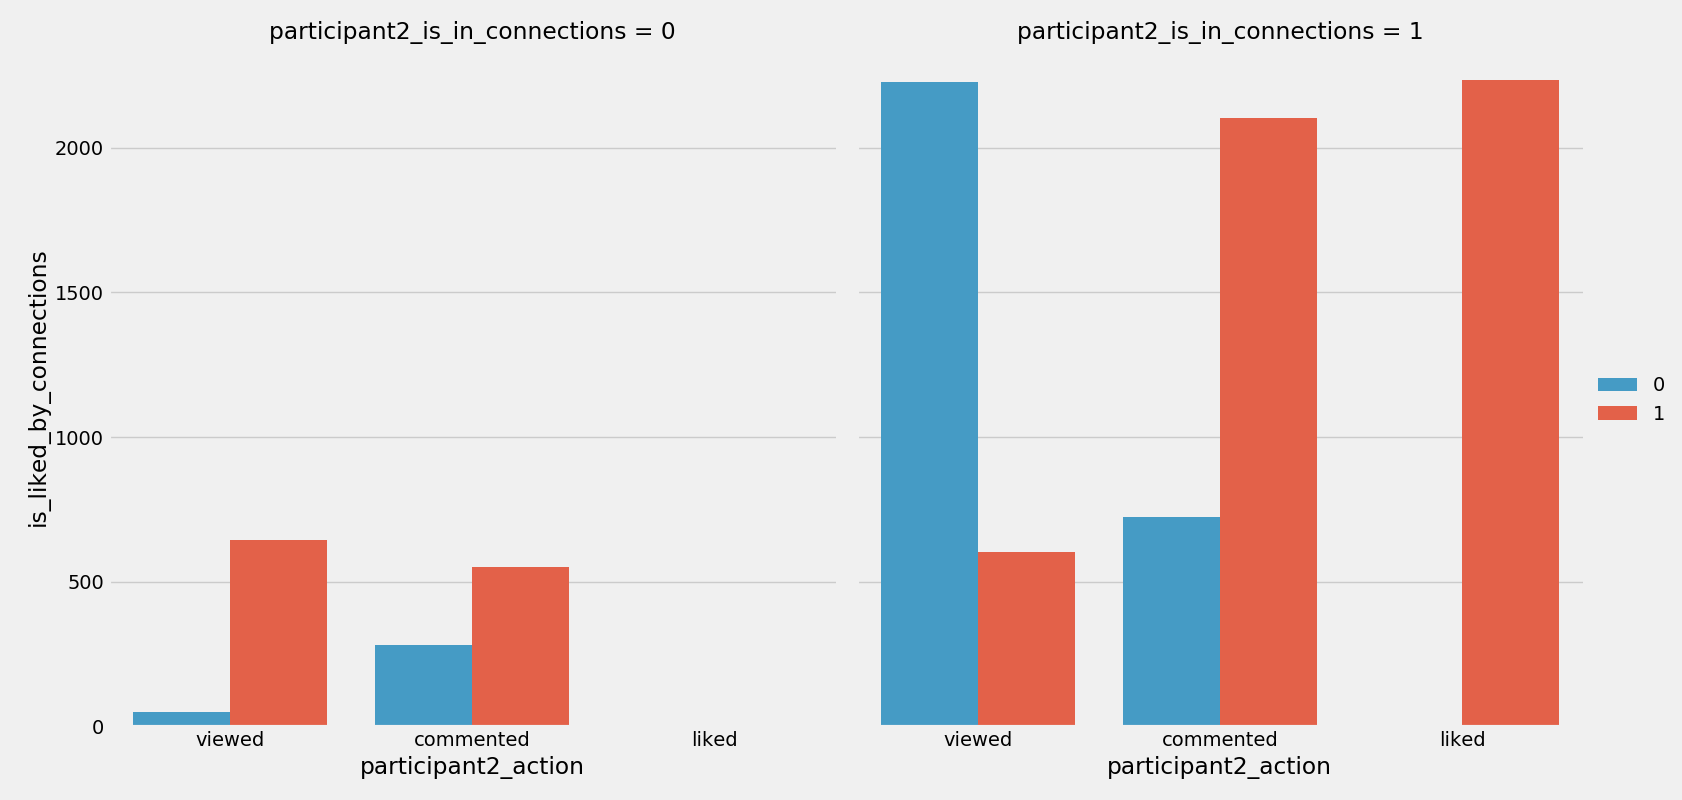 participant2_is_in_connections = 0
participant2_is_in_connections = 1
is_liked_by_connections
2000
1500
1000
500
0
viewed
commented
liked
participant2_action
viewed
commented
liked
participant2_action
0
1